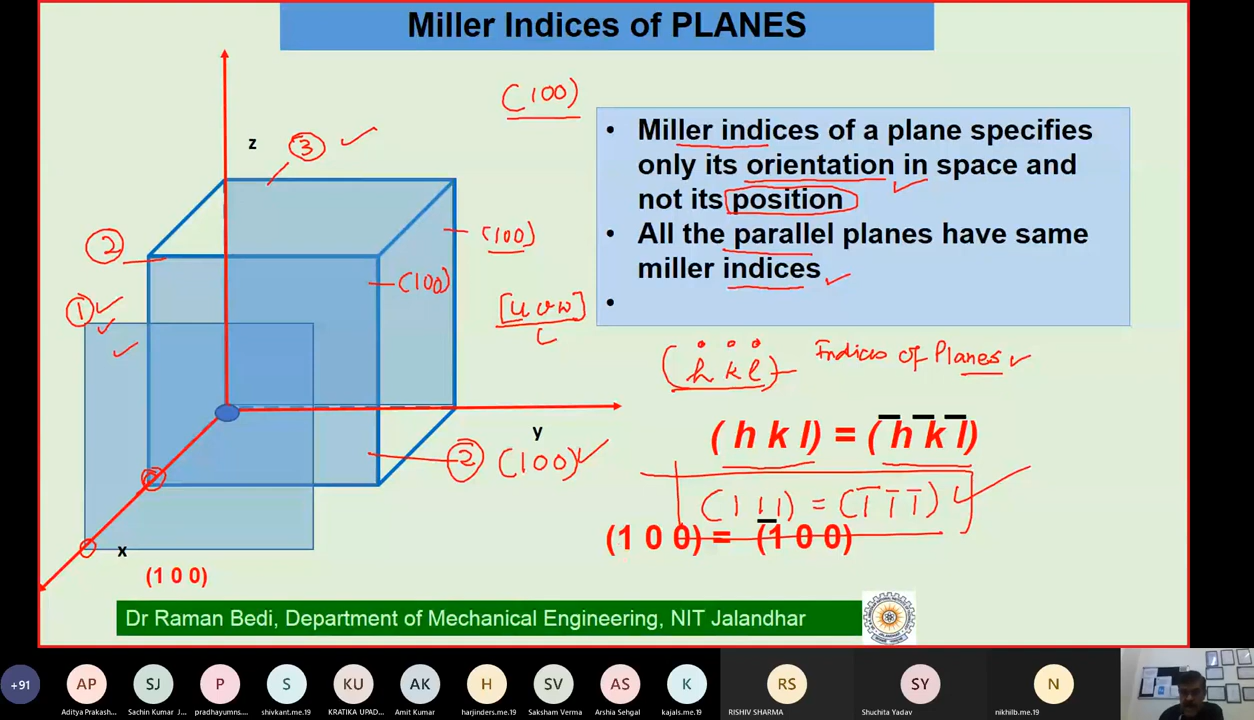 Miller Indices of PLANES
(100)
z
③
②
(100)
(100)
①
[u v w]
y
② (100)
x
(1 0 0)
• Miller indices of a plane specifies
only its orientation in space and
not its position
• All the parallel planes have same
miller indices
•
(h k l) Indices of Planes
(h k l) = (h̅ k̅ l̅)
(1 1 1) = (1̅ 1̅ 1̅)
(1 0 0) = (1̅ 0 0)
Dr Raman Bedi, Department of Mechanical Engineering, NIT Jalandhar
+91 AP SJ P S KU AK H SV AS K RS SY N
Aditya Prakash... Sachin Kumar J... pradhyumns... shivkant.me.19 KRATIKA UPAD... Amit Kumar harjinders.me.19 Saksham Verma Arshia Sehgal kajals.me.19 RISHIV SHARMA Shuchita Yadav nikhilb.me.19